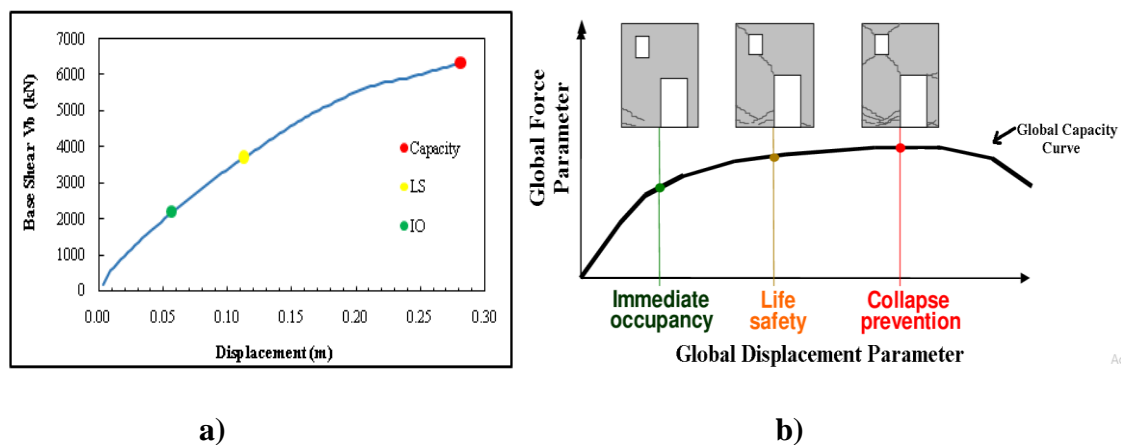 Base Shear Vb (kN)
7000
6000
5000
4000
3000
2000
1000
0
Capacity
LS
IO
0.00 0.05 0.10 0.15 0.20 0.25 0.30
Displacement (m)
Global Force
Parameter
Global Capacity
Curve
Immediate
occupancy
Life
safety
Collapse
prevention
Global Displacement Parameter
a)
b)